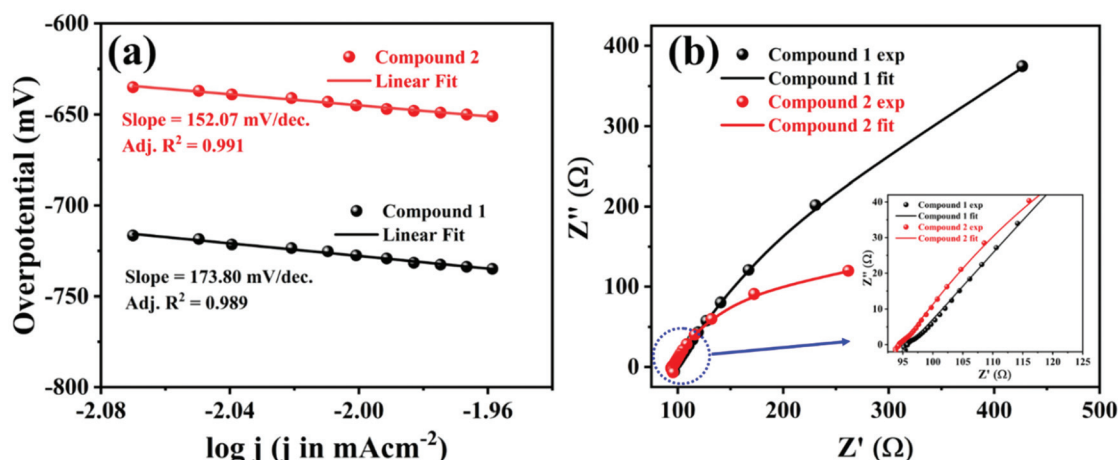 (a)
-600
-650
-700
-750
-800
Overpotential (mV)
Compound 2
Linear Fit
Slope = 152.07 mV/dec.
Adj. R² = 0.991
Compound 1
Linear Fit
Slope = 173.80 mV/dec.
Adj. R² = 0.989
-2.08
-2.04
-2.00
-1.96
log j (j in mAcm⁻²)
(b)
400
300
200
100
0
Z'' (Ω)
Compound 1 exp
Compound 1 fit
Compound 2 exp
Compound 2 fit
100
200
300
400
500
Z' (Ω)
40
30
20
10
0
Z'' (Ω)
Compound 1 exp
Compound 1 fit
Compound 2 exp
Compound 2 fit
95
100
105
110
115
120
125
Z' (Ω)